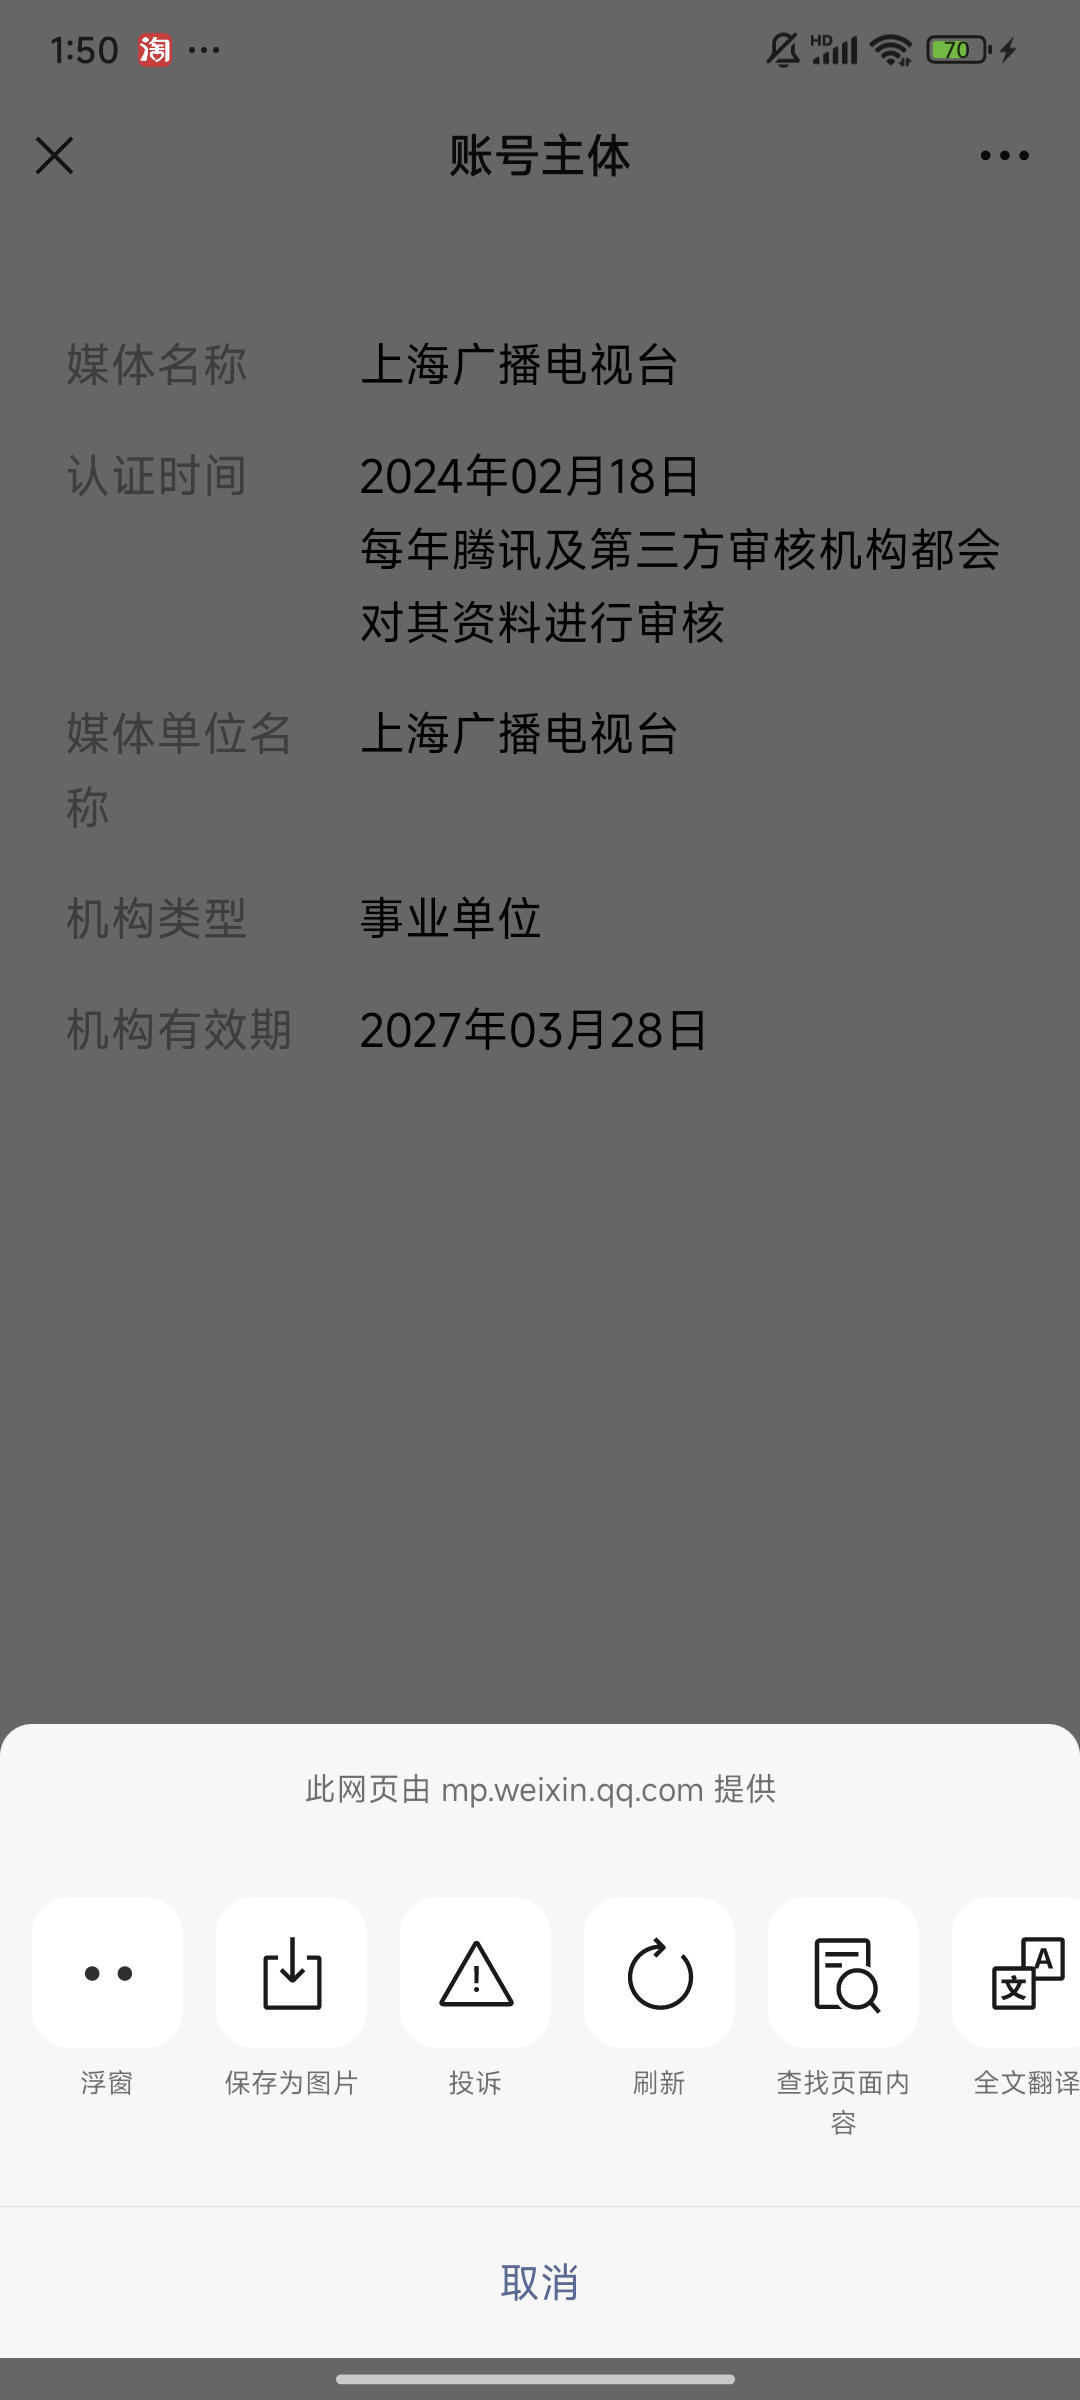 1:50 淘 ... HD 70
账号主体
媒体名称 上海广播电视台
认证时间 2024年02月18日
每年腾讯及第三方审核机构都会
对其资料进行审核
媒体单位名 上海广播电视台
称
机构类型 事业单位
机构有效期 2027年03月28日
此网页由 mp.weixin.qq.com 提供
文 A
浮窗 保存为图片 投诉 刷新 查找页面内 全文翻译
容
取消